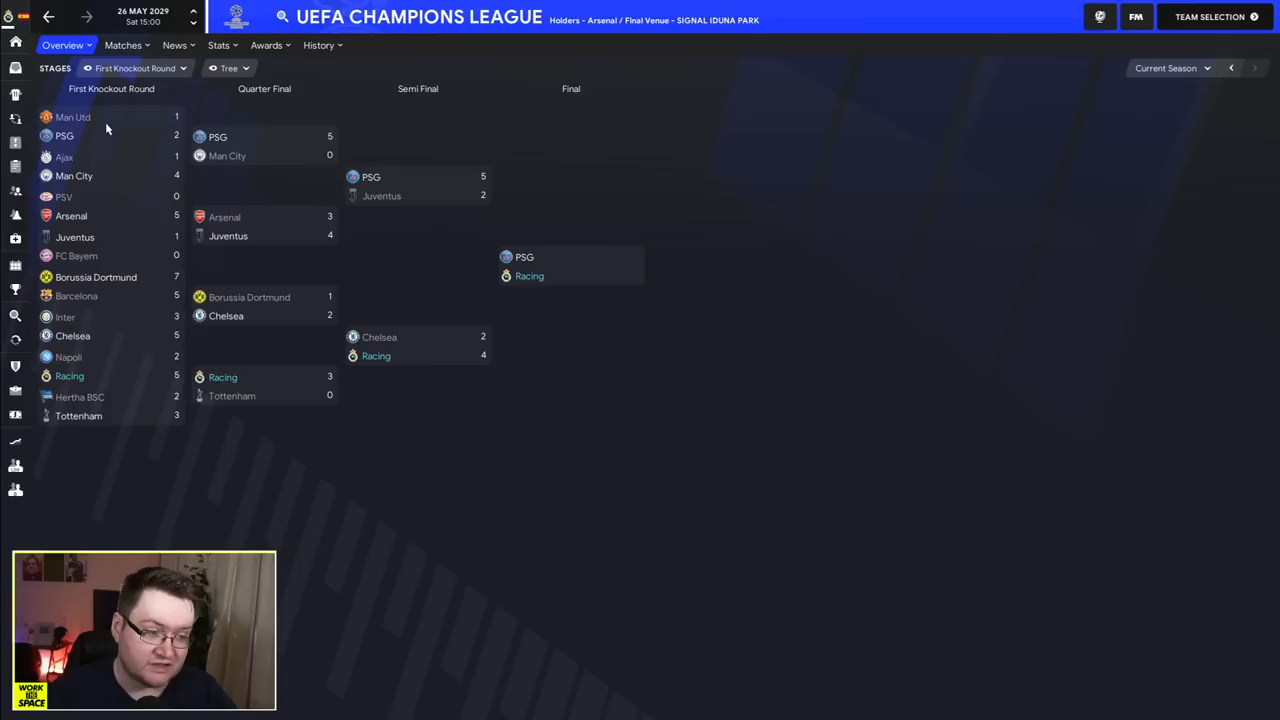 26 MAY 2029
Sat 15:00
UEFA CHAMPIONS LEAGUE
Holders - Arsenal / Final Venue - SIGNAL IDUNA PARK
FM
TEAM SELECTION
Overview Matches News Stats Awards History
STAGES First Knockout Round Tree Current Season
First Knockout Round Quarter Final Semi Final Final
Man Utd 1
PSG 2
Ajax 1
Man City 4
PSV 0
Arsenal 5
Juventus 1
FC Bayern 0
Borussia Dortmund 7
Barcelona 5
Inter 3
Chelsea 5
Napoli 2
Racing 5
Hertha BSC 2
Tottenham 3
PSG 5
Man City 0
Arsenal 3
Juventus 4
Borussia Dortmund 1
Chelsea 2
Racing 3
Tottenham 0
PSG 5
Juventus 2
Chelsea 2
Racing 4
PSG
Racing
WORK
THE
SPACE